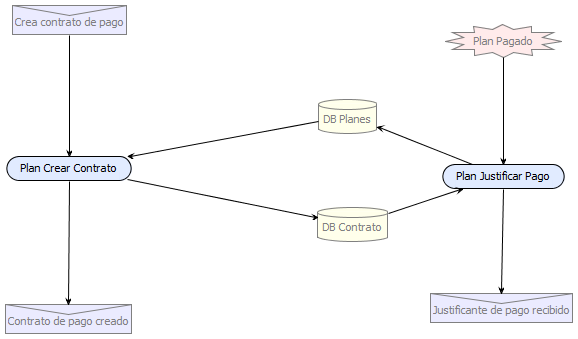 Crea contrato de pago
Plan Pagado
DB Planes
Plan Crear Contrato
Plan Justificar Pago
DB Contrato
Contrato de pago creado
Justificante de pago recibido